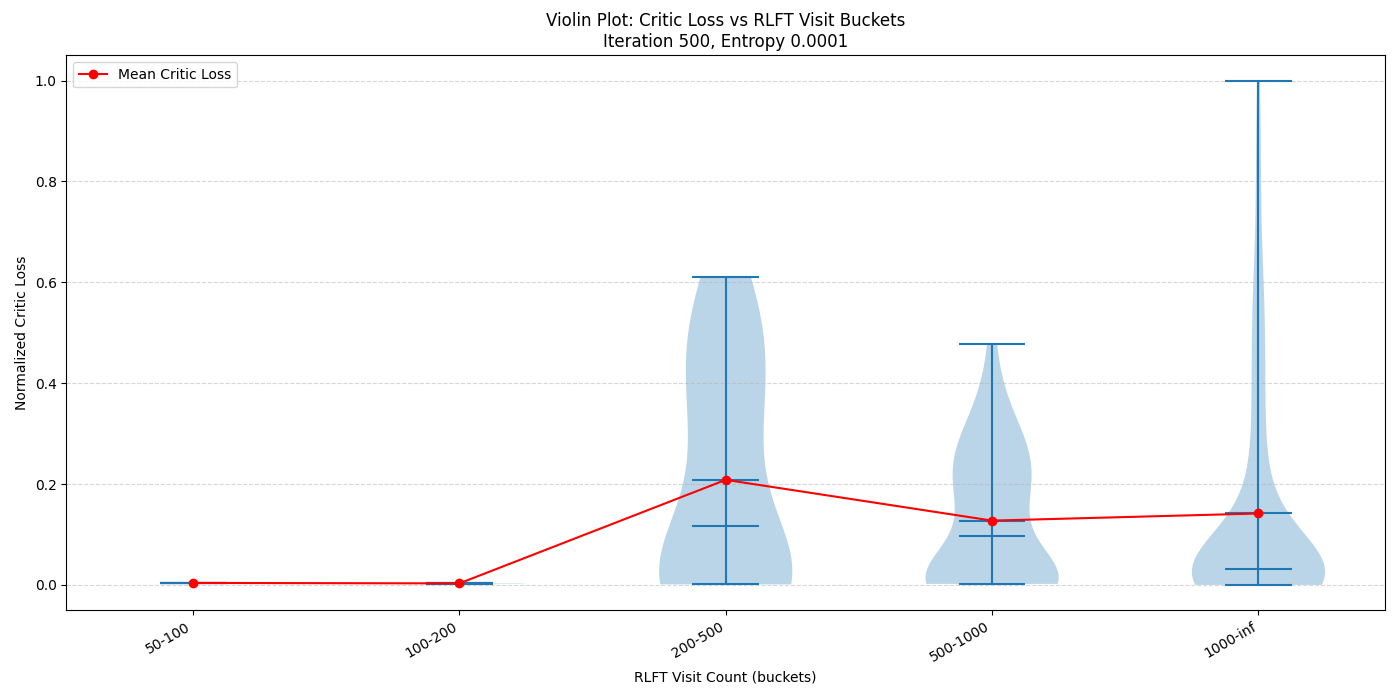 Violin Plot: Critic Loss vs RLFT Visit Buckets
Iteration 500, Entropy 0.0001
Mean Critic Loss
Normalized Critic Loss
1.0
0.8
0.6
0.4
0.2
0.0
50-100
100-200
200-500
500-1000
1000-inf
RLFT Visit Count (buckets)